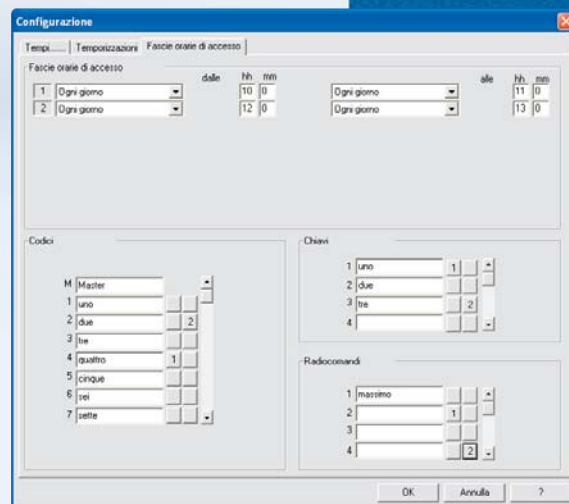 Configurazione
Tempi...... Temporizzazioni Fascie orarie di accesso
Fascie orarie di accesso
dalle hh mm alle hh mm
1 Ogni giorno 10 0 Ogni giorno 11 0
2 Ogni giorno 12 0 Ogni giorno 13 0
Codici
M Master
1 uno
2 due 2
3 tre
4 quattro 1
5 cinque
6 sei
7 sette
Chiavi
1 uno 1
2 due
3 tre 2
4
Radiocomandi
1 massimo
2 1
3
4 2
OK Annulla ?